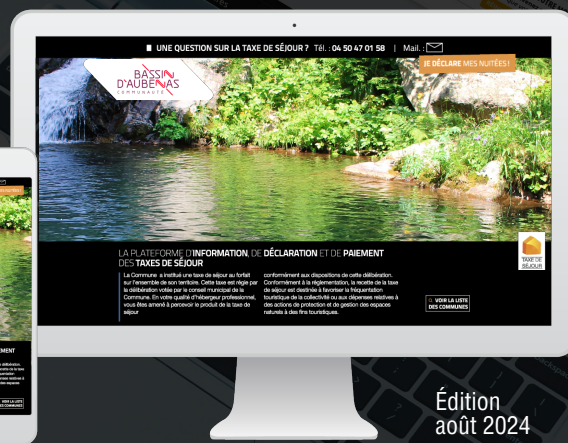 UNE QUESTION SUR LA TAXE DE SÉJOUR ? Tél. : 04 50 47 01 58 | Mail. :
JE DÉCLARE MES NUITÉES !
BASSIN
D'AUBENAS
COMMUNAUTÉ
LA PLATEFORME D'INFORMATION, DE DÉCLARATION ET DE PAIEMENT
DES TAXES DE SÉJOUR
La Commune a institué une taxe de séjour au forfait
sur l'ensemble de son territoire. Cette taxe est régie par
la délibération votée par le conseil municipal de la
Commune. En votre qualité d'hébergeur professionnel,
vous êtes amené à percevoir le produit de la taxe de
séjour
conformément aux dispositions de cette délibération.
Conformément à la réglementation, la recette de la taxe
de séjour est destinée à favoriser la fréquentation
touristique de la collectivité ou aux dépenses relatives à
des actions de protection et de gestion des espaces
naturels à des fins touristiques.
TAXE DE
SÉJOUR
VOIR LA LISTE
DES COMMUNES
Édition
août 2024